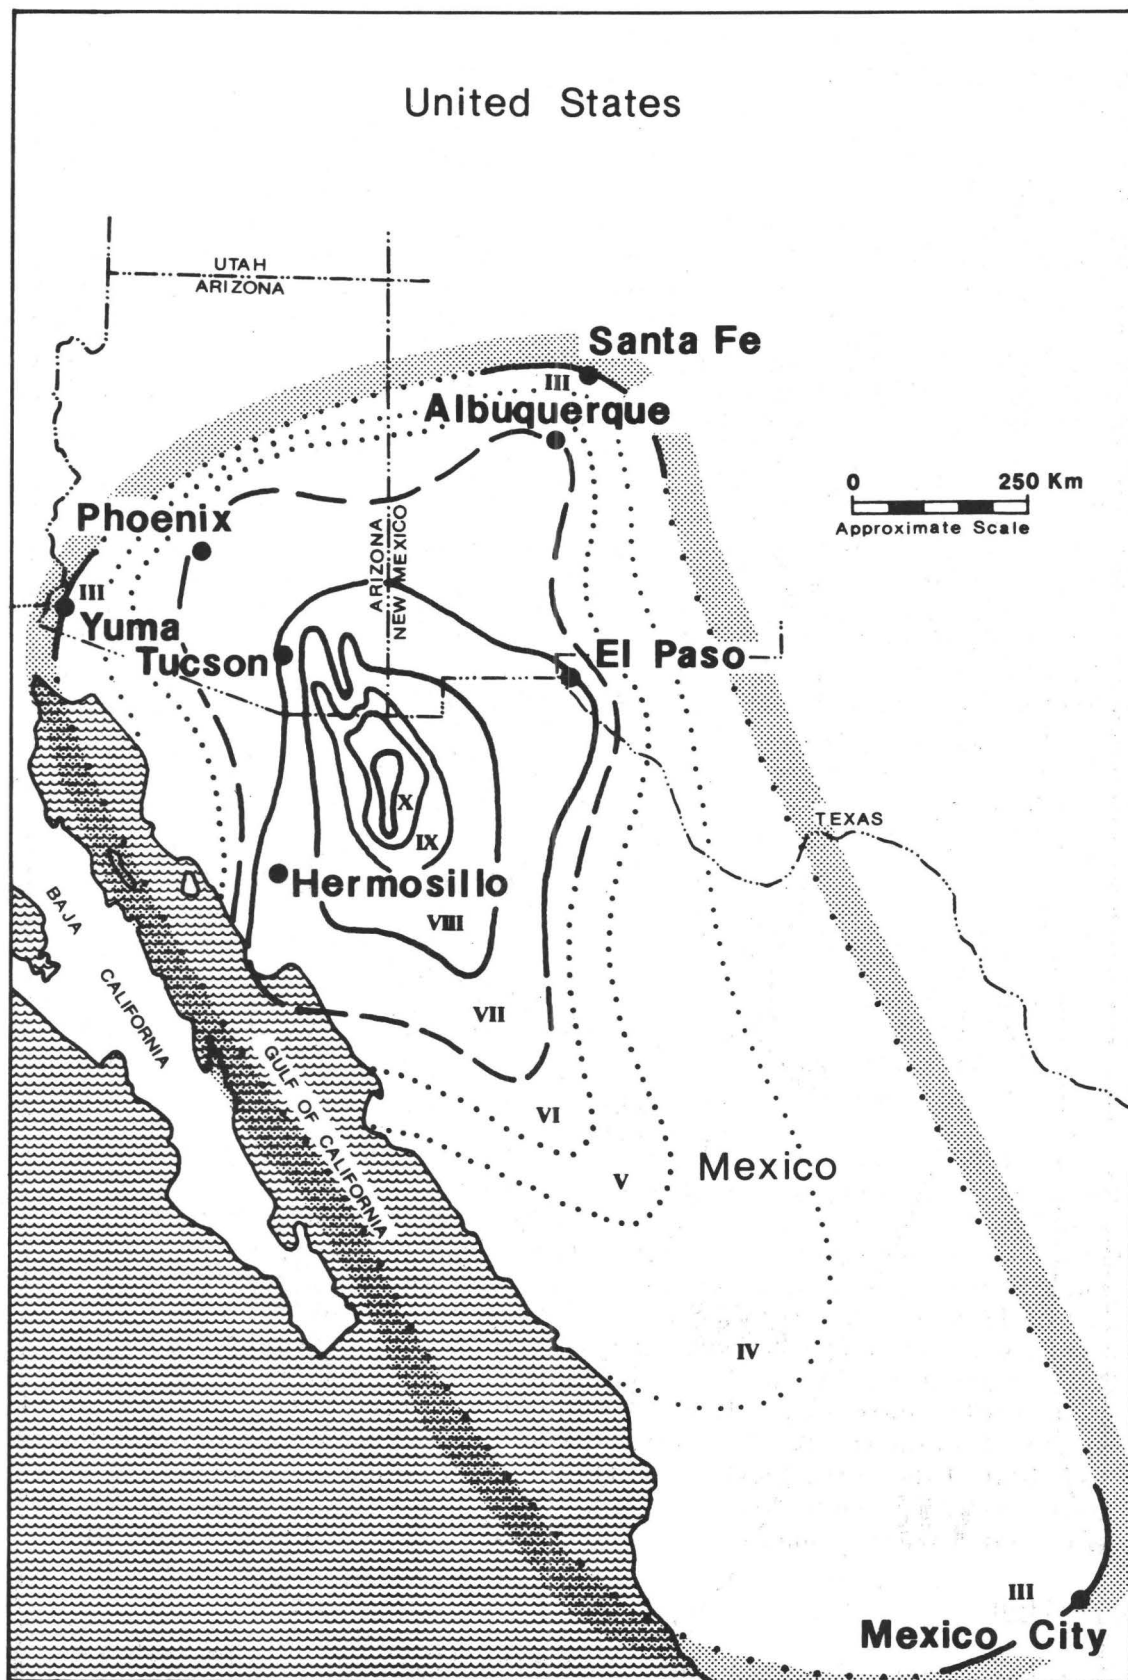 United States
UTAH
ARIZONA
Santa Fe
III
Albuquerque
0 250 Km
Approximate Scale
Phoenix
ARIZONA
NEW MEXICO
III
Yuma
Tucson
El Paso
X
IX
TEXAS
Hermosillo
BAJA CALIFORNIA
VIII
VII
GULF OF CALIFORNIA
VI
Mexico
V
IV
III
Mexico City